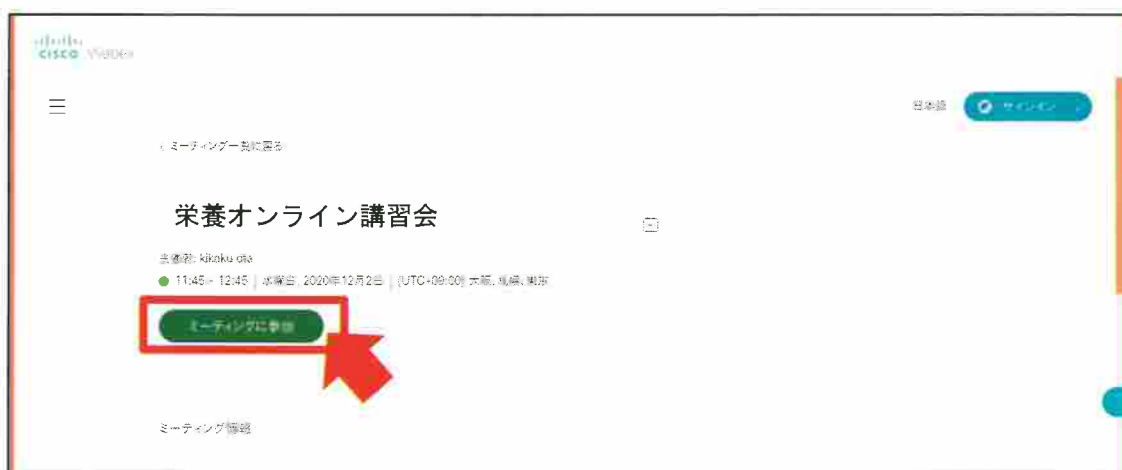 CISCO Webex
日本語
サインイン
ミーティング一覧に戻る
栄養オンライン講習会
主催者: kikaku ota
11:45 - 12:45 | 水曜日, 2020年12月2日 | (UTC+09:00) 大阪、札幌、東京
ミーティングに参加
ミーティング情報